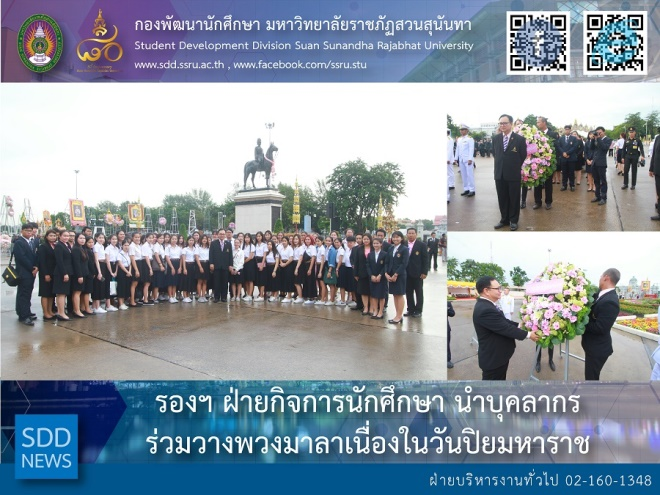 กองพัฒนานักศึกษา มหาวิทยาลัยราชภัฏสวนสุนันทา
Student Development Division Suan Sunandha Rajabhat University
www.sdd.ssru.ac.th , www.facebook.com/ssru.stu
รองฯ ฝ่ายกิจการนักศึกษา นำบุคลากร
ร่วมวางพวงมาลาเนื่องในวันปิยมหาราช
SDD
NEWS
ฝ่ายบริหารงานทั่วไป 02-160-1348